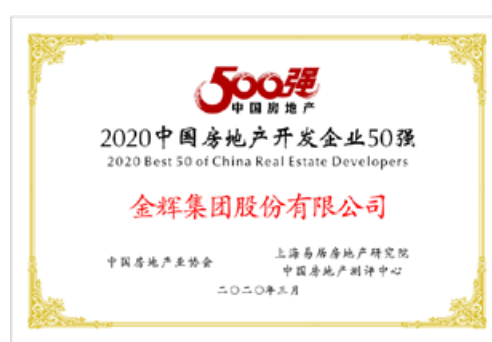 500强
中国房地产
2020中国房地产开发企业50强
2020 Best 50 of China Real Estate Developers
金辉集团股份有限公司
中国房地产业协会
上海易居房地产研究院
中国房地产测评中心
二〇二〇年三月